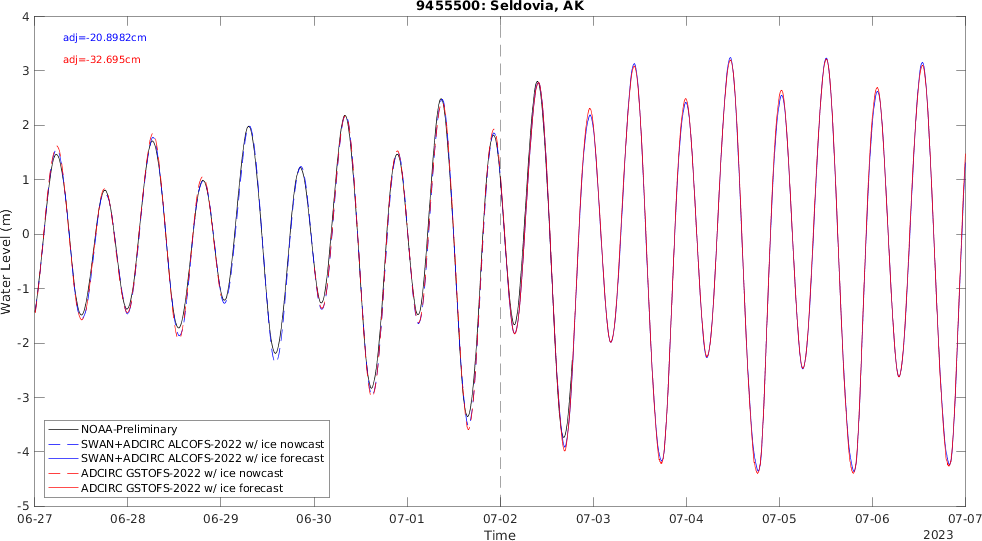 9455500: Seldovia, AK
adj=-20.8982cm
adj=-32.695cm
Water Level (m)
4
3
2
1
0
-1
-2
-3
-4
-5
NOAA-Preliminary
SWAN+ADCIRC ALCOFS-2022 w/ ice nowcast
SWAN+ADCIRC ALCOFS-2022 w/ ice forecast
ADCIRC GSTOFS-2022 w/ ice nowcast
ADCIRC GSTOFS-2022 w/ ice forecast
06-27 06-28 06-29 06-30 07-01 07-02 07-03 07-04 07-05 07-06 07-07
Time
2023